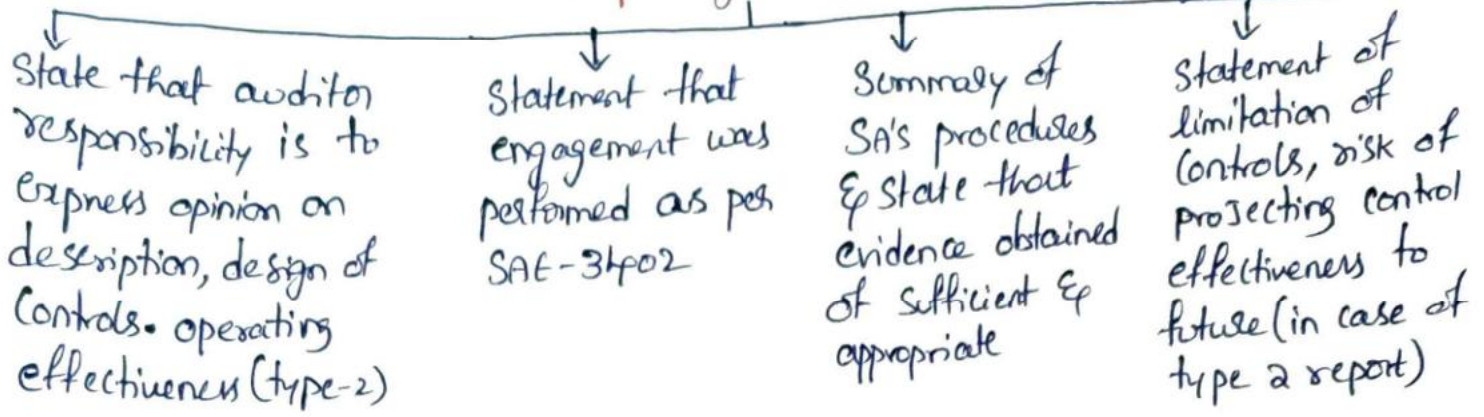 State that auditor
responsibility is to
express opinion on
description, design of
Controls. operating
effectiveness (type-2)
Statement that
engagement was
performed as per
SAE-3402
Summary of
SA's procedures
& state that
evidence obstained
of sufficient &
appropriate
Statement of
limitation of
Controls, risk of
projecting control
effectiveness to
future (in case of
type 2 report)